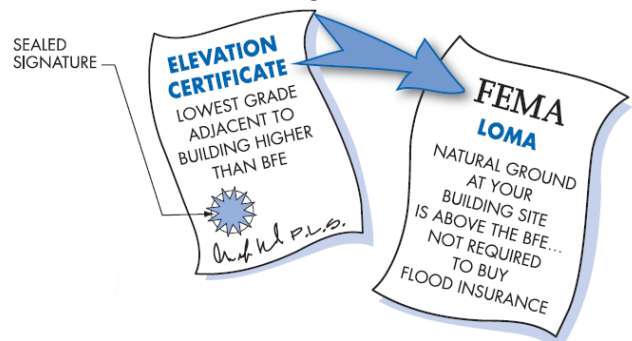 SEALED
SIGNATURE
ELEVATION
CERTIFICATE
LOWEST GRADE
ADJACENT TO
BUILDING HIGHER
THAN BFE
P.L.S.
FEMA
LOMA
NATURAL GROUND
AT YOUR
BUILDING SITE
IS ABOVE THE BFE...
NOT REQUIRED
TO BUY
FLOOD INSURANCE